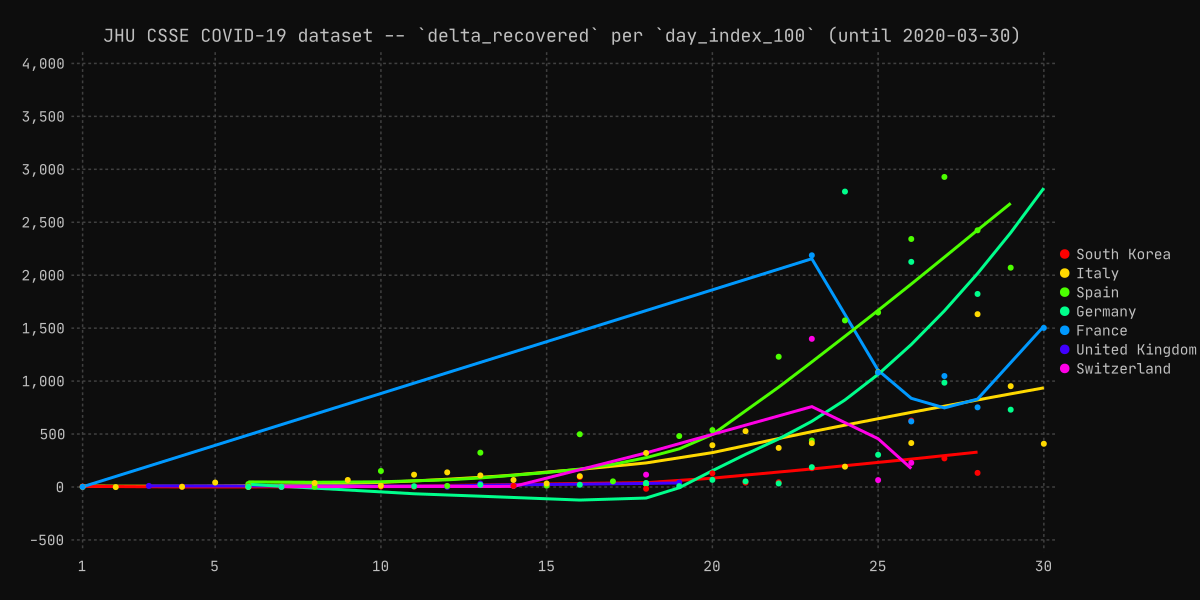 JHU CSSE COVID-19 dataset -- `delta_recovered` per `day_index_100` (until 2020-03-30)
4,000
3,500
3,000
2,500
2,000
1,500
1,000
500
0
-500
1 5 10 15 20 25 30
South Korea
Italy
Spain
Germany
France
United Kingdom
Switzerland